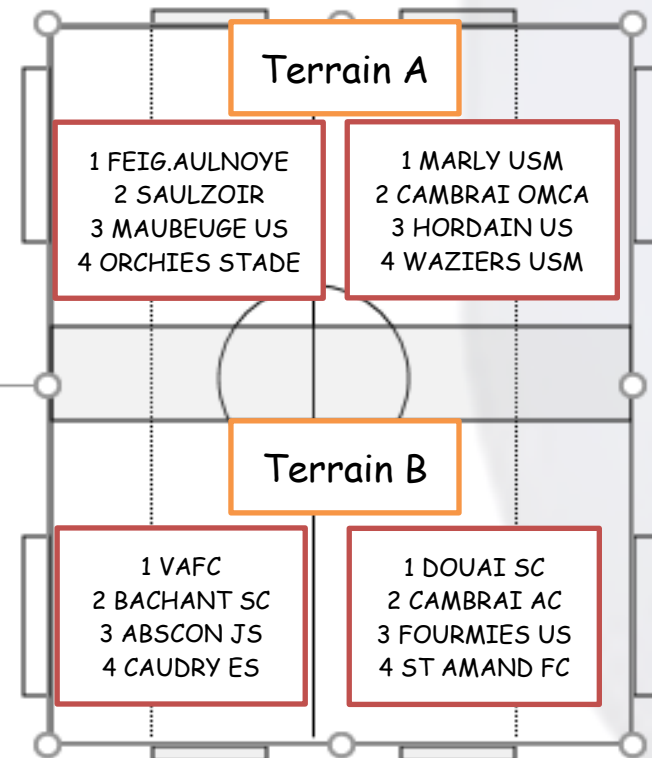 Terrain A
1 FEIG.AULNOYE
2 SAULZOIR
3 MAUBEUGE US
4 ORCHIES STADE
1 MARLY USM
2 CAMBRAI OMCA
3 HORDAIN US
4 WAZIERS USM
Terrain B
1 VAFC
2 BACHANT SC
3 ABSCON JS
4 CAUDRY ES
1 DOUAI SC
2 CAMBRAI AC
3 FOURMIES US
4 ST AMAND FC